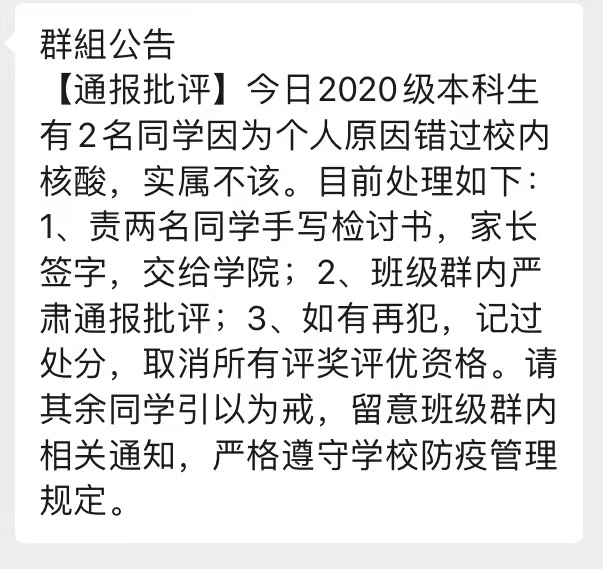 群組公告
【通报批评】今日2020级本科生
有2名同学因为个人原因错过校内
核酸，实属不该。目前处理如下：
1、责两名同学手写检讨书，家长
签字，交给学院；2、班级群内严
肃通报批评；3、如有再犯，记过
处分，取消所有评奖评优资格。请
其余同学引以为戒，留意班级群内
相关通知，严格遵守学校防疫管理
规定。